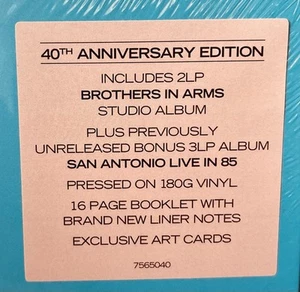 40TH ANNIVERSARY EDITION
INCLUDES 2LP
BROTHERS IN ARMS
STUDIO ALBUM
PLUS PREVIOUSLY
UNRELEASED BONUS 3LP ALBUM
SAN ANTONIO LIVE IN 85
PRESSED ON 180G VINYL
16 PAGE BOOKLET WITH
BRAND NEW LINER NOTES
EXCLUSIVE ART CARDS
7565040